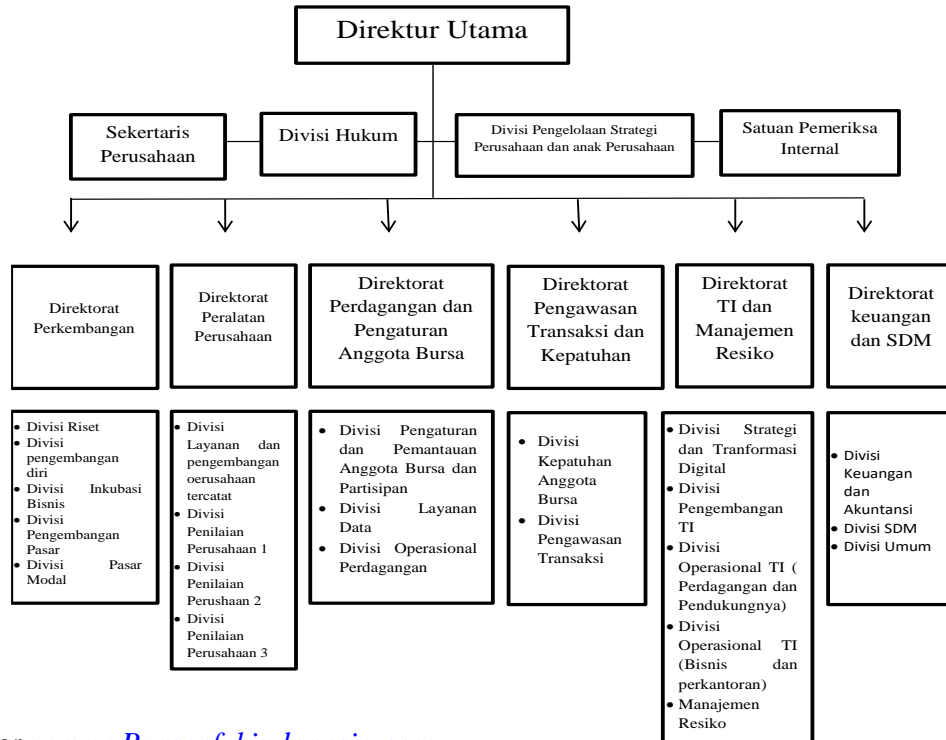 Direktur Utama
Sekertaris
Perusahaan
Divisi Hukum
Divisi Pengelolaan Strategi
Perusahaan dan anak Perusahaan
Satuan Pemeriksa
Internal
Direktorat
Perkembangan
Direktorat
Peralatan
Perusahaan
Direktorat
Perdagangan dan
Pengaturan
Anggota Bursa
Direktorat
Pengawasan
Transaksi dan
Kepatuhan
Direktorat
TI dan
Manajemen
Resiko
Direktorat
keuangan
dan SDM
• Divisi Riset
• Divisi
pengembangan
diri
• Divisi Inkubasi
Bisnis
• Divisi
Pengembangan
Pasar
• Divisi Pasar
Modal
• Divisi
Layanan dan
pengembangan
oerusahaan
tercatat
• Divisi
Penilaian
Perusahaan 1
• Divisi
Penilaian
Perushaan 2
• Divisi
Penilaian
Perusahaan 3
• Divisi Pengaturan
dan Pemantauan
Anggota Bursa dan
Partisipan
• Divisi Layanan
Data
• Divisi Operasional
Perdagangan
• Divisi
Kepatuhan
Anggota
Bursa
• Divisi
Pengawasan
Transaksi
• Divisi Strategi
dan Tranformasi
Digital
• Divisi
Pengembangan
TI
• Divisi
Operasional TI (
Perdagangan dan
Pendukungnya)
• Divisi
Operasional TI
(Bisnis dan
perkantoran)
• Manajemen
Resiko
• Divisi
Keuangan
dan
Akuntansi
• Divisi SDM
• Divisi Umum